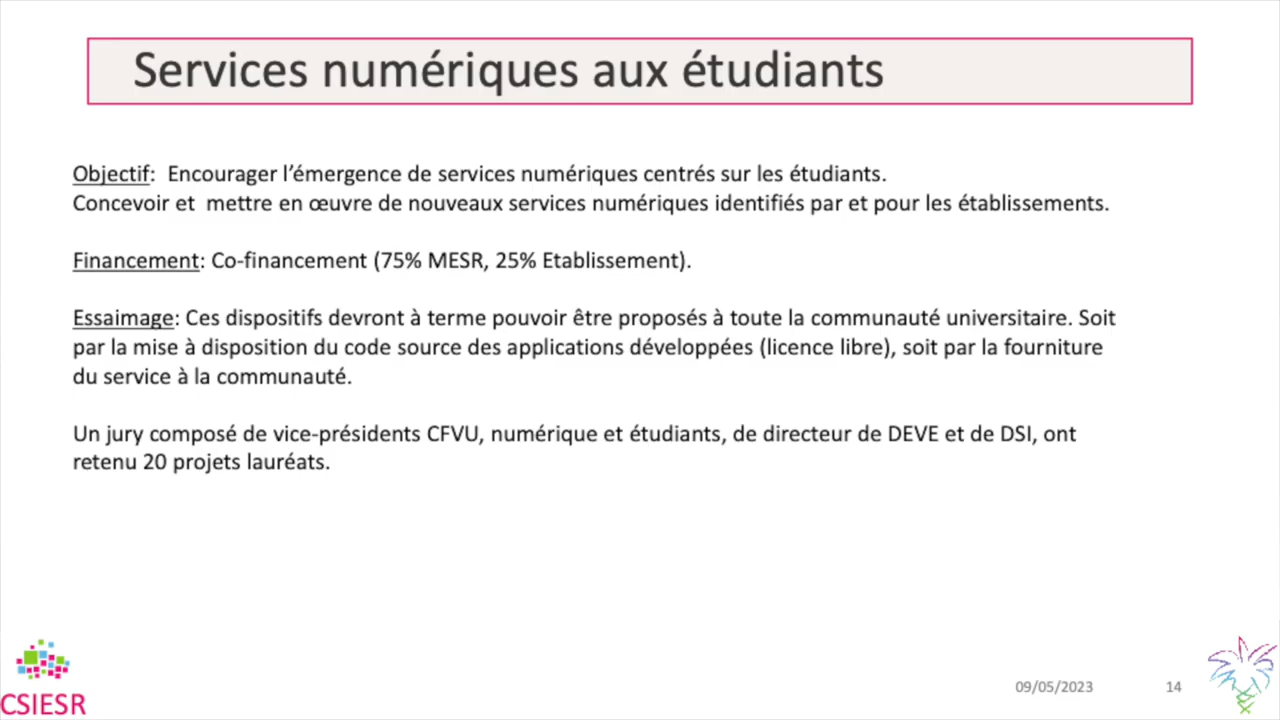 Services numériques aux étudiants
Objectif:  Encourager l’émergence de services numériques centrés sur les étudiants.
Concevoir et  mettre en œuvre de nouveaux services numériques identifiés par et pour les établissements.
Financement: Co-financement (75% MESR, 25% Etablissement).
Essaimage: Ces dispositifs devront à terme pouvoir être proposés à toute la communauté universitaire. Soit
par la mise à disposition du code source des applications développées (licence libre), soit par la fourniture
du service à la communauté.
Un jury composé de vice-présidents CFVU, numérique et étudiants, de directeur de DEVE et de DSI, ont
retenu 20 projets lauréats.
CSIESR
09/05/2023
14